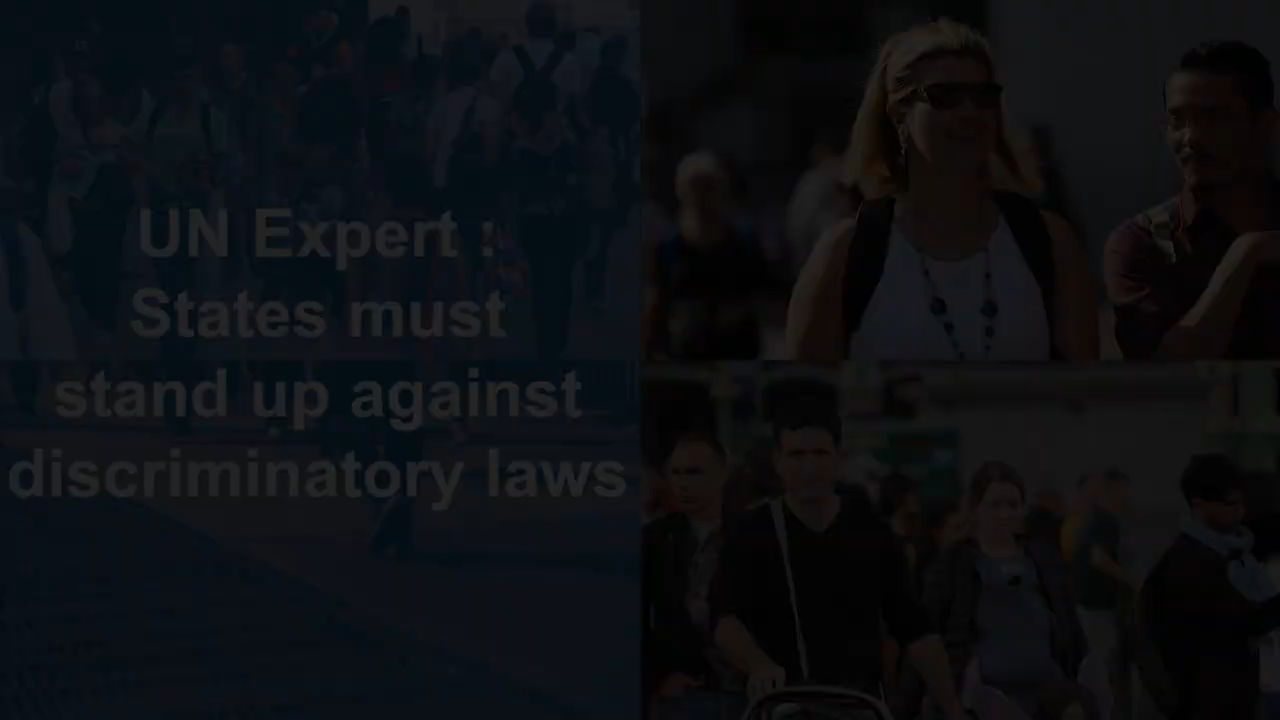 UN Expert :
States must
stand up against
discriminatory laws